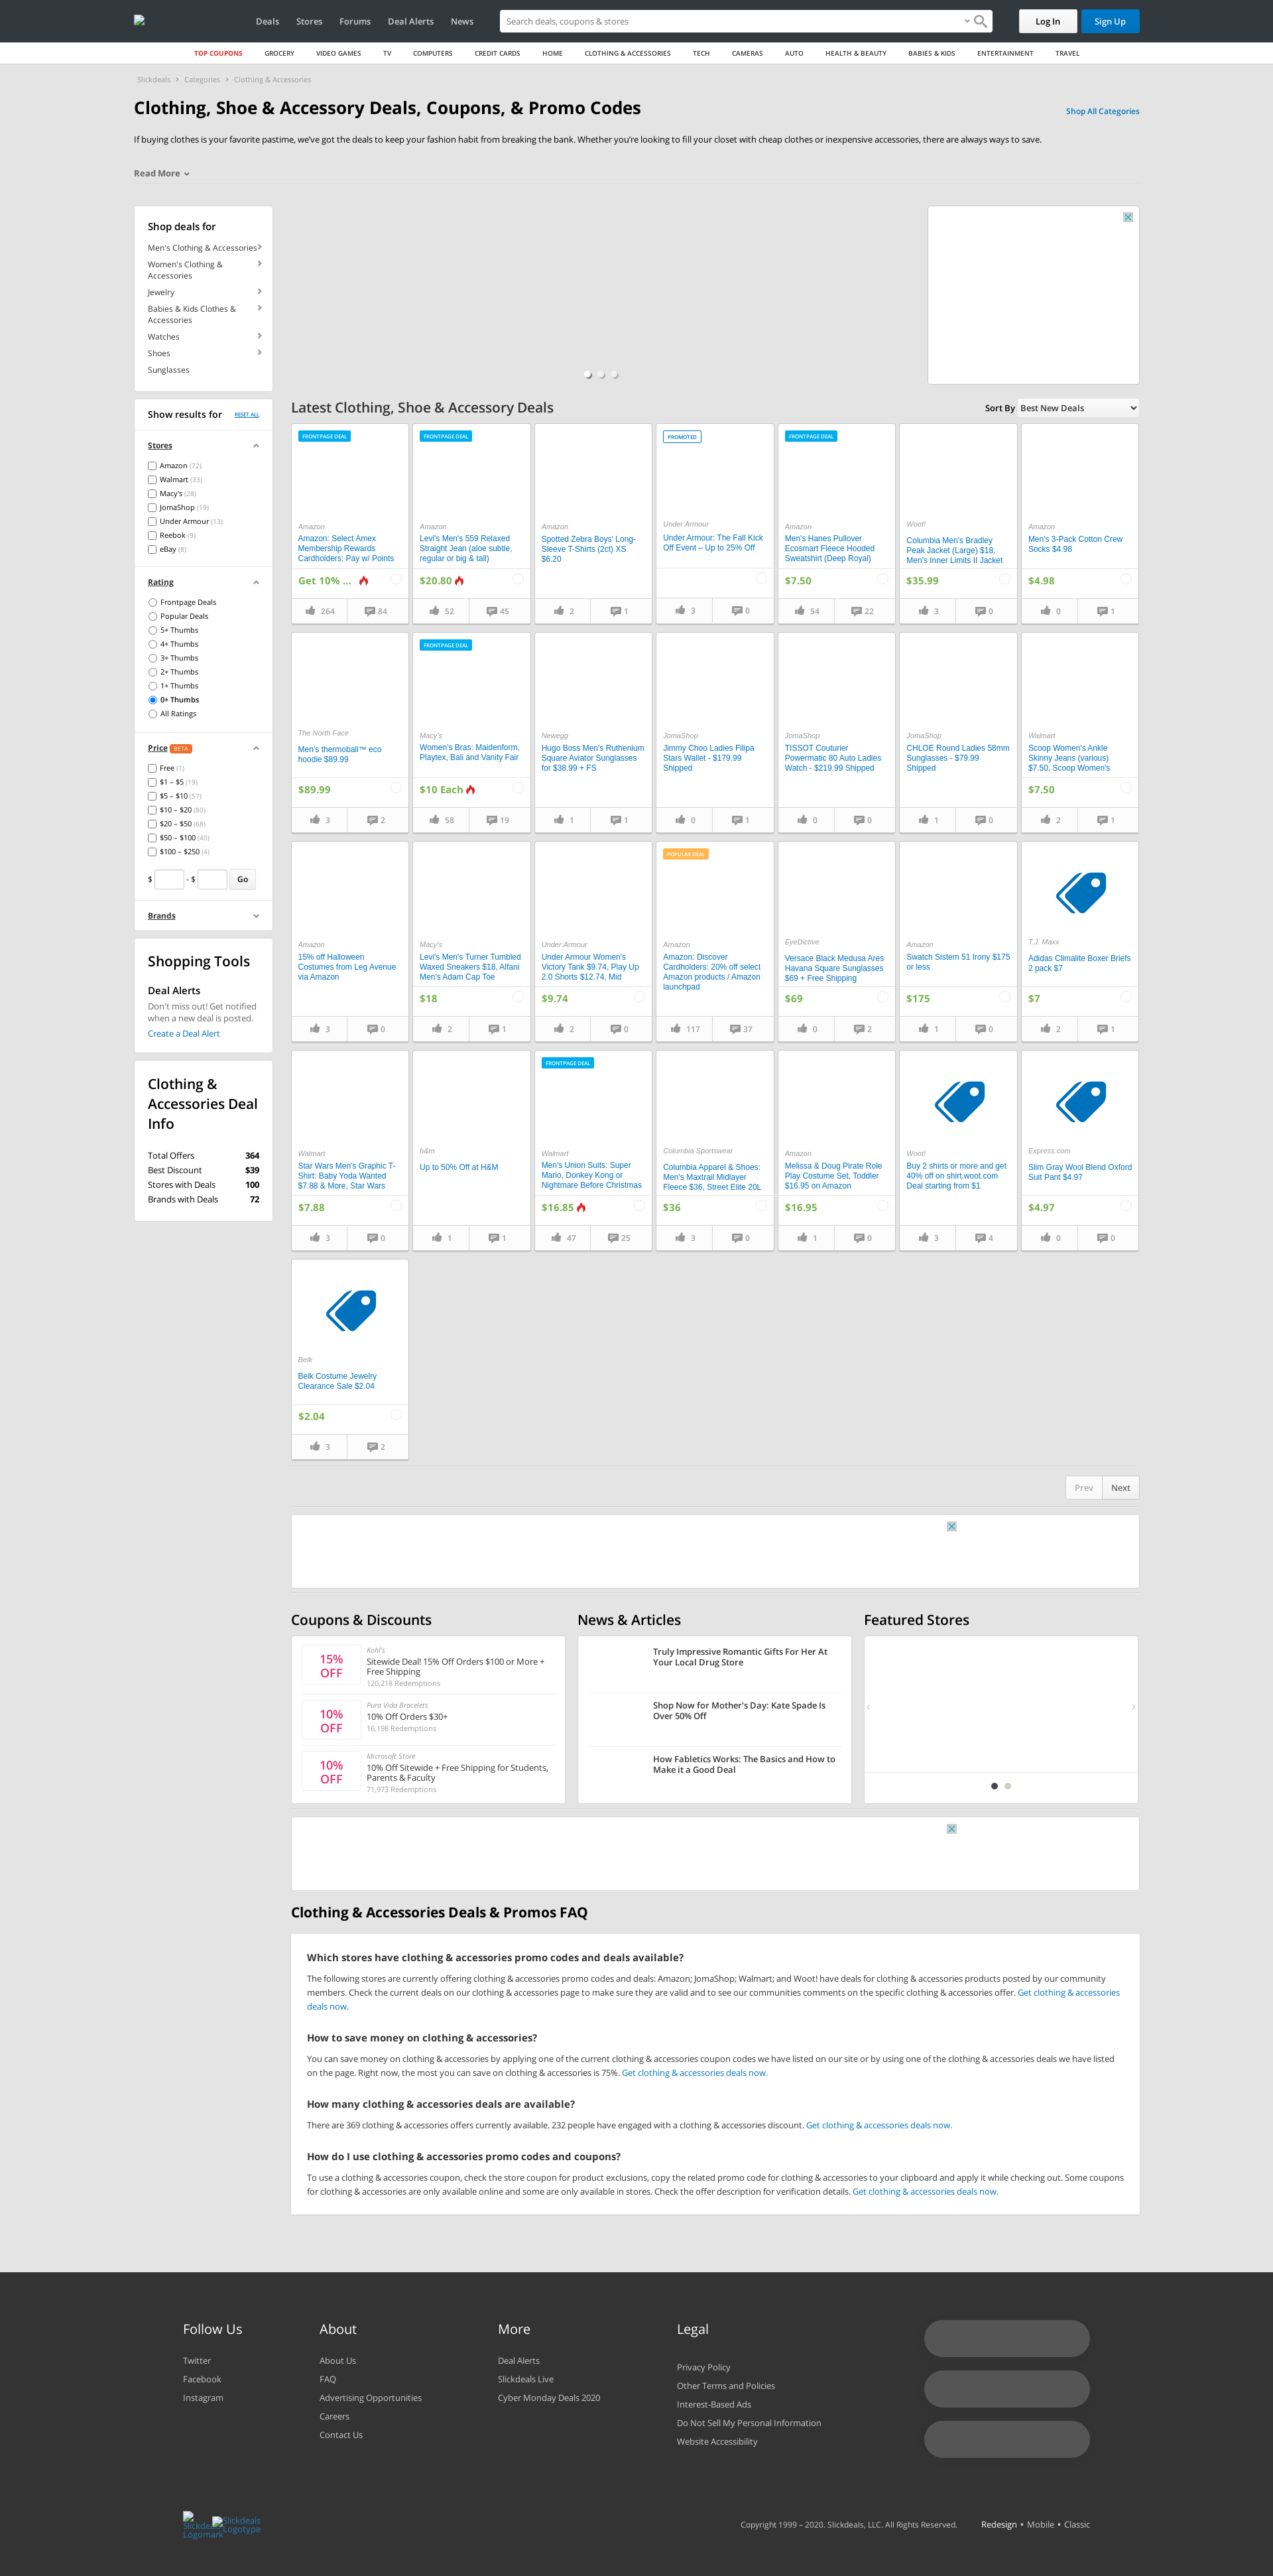 Deals Stores Forums Deal Alerts News
Search deals, coupons & stores
Log In
Sign Up
TOP COUPONS GROCERY VIDEO GAMES TV COMPUTERS CREDIT CARDS HOME CLOTHING & ACCESSORIES TECH CAMERAS AUTO HEALTH & BEAUTY BABIES & KIDS ENTERTAINMENT TRAVEL
Slickdeals > Categories > Clothing & Accessories
Clothing, Shoe & Accessory Deals, Coupons, & Promo Codes
Shop All Categories
If buying clothes is your favorite pastime, we've got the deals to keep your fashion habit from breaking the bank. Whether you're looking to fill your closet with cheap clothes or inexpensive accessories, there are always ways to save.
Read More
Shop deals for
Men's Clothing & Accessories
Women's Clothing &
Accessories
Jewelry
Babies & Kids Clothes &
Accessories
Watches
Shoes
Sunglasses
Show results for
RESET ALL
Stores
Amazon (72)
Walmart (33)
Macy's (28)
JomaShop (19)
Under Armour (13)
Reebok (9)
eBay (8)
Rating
Frontpage Deals
Popular Deals
5+ Thumbs
4+ Thumbs
3+ Thumbs
2+ Thumbs
1+ Thumbs
0+ Thumbs
All Ratings
Price BETA
Free (1)
$1 – $5 (19)
$5 – $10 (57)
$10 – $20 (80)
$20 – $50 (68)
$50 – $100 (40)
$100 – $250 (4)
$ - $ Go
Brands
Shopping Tools
Deal Alerts
Don't miss out! Get notified
when a new deal is posted.
Create a Deal Alert
Clothing &
Accessories Deal
Info
Total Offers 364
Best Discount $39
Stores with Deals 100
Brands with Deals 72
Latest Clothing, Shoe & Accessory Deals
Sort By Best New Deals
FRONTPAGE DEAL
Amazon
Amazon: Select Amex
Membership Rewards
Cardholders: Pay w/ Points
Get 10% ...
264 84
FRONTPAGE DEAL
Amazon
Levi's Men's 559 Relaxed
Straight Jean (aloe subtle,
regular or big & tall)
$20.80
52 45
Amazon
Spotted Zebra Boys' Long-
Sleeve T-Shirts (2ct) XS
$6.20
2 1
PROMOTED
Under Armour
Under Armour: The Fall Kick
Off Event – Up to 25% Off
3 0
FRONTPAGE DEAL
Amazon
Men's Hanes Pullover
Ecosmart Fleece Hooded
Sweatshirt (Deep Royal)
$7.50
54 22
Woot!
Columbia Men's Bradley
Peak Jacket (Large) $18,
Men's Inner Limits II Jacket
$35.99
3 0
Amazon
Men's 3-Pack Cotton Crew
Socks $4.98
$4.98
0 1
The North Face
Men's thermoball™ eco
hoodie $89.99
$89.99
3 2
FRONTPAGE DEAL
Macy's
Women's Bras: Maidenform,
Playtex, Bali and Vanity Fair
$10 Each
58 19
Newegg
Hugo Boss Men's Ruthenium
Square Aviator Sunglasses
for $38.99 + FS
1 1
JomaShop
Jimmy Choo Ladies Filipa
Stars Wallet - $179.99
Shipped
0 1
JomaShop
TISSOT Couturier
Powermatic 80 Auto Ladies
Watch - $219.99 Shipped
0 0
JomaShop
CHLOE Round Ladies 58mm
Sunglasses - $79.99
Shipped
1 0
Walmart
Scoop Women's Ankle
Skinny Jeans (various)
$7.50, Scoop Women's
$7.50
2 1
Amazon
15% off Halloween
Costumes from Leg Avenue
via Amazon
3 0
Macy's
Levi's Men's Turner Tumbled
Waxed Sneakers $18, Alfani
Men's Adam Cap Toe
$18
2 1
Under Armour
Under Armour Women's
Victory Tank $9.74, Play Up
2.0 Shorts $12.74, Mid
$9.74
2 0
POPULAR DEAL
Amazon
Amazon: Discover
Cardholders: 20% off select
Amazon products / Amazon
launchpad
117 37
EyeDictive
Versace Black Medusa Ares
Havana Square Sunglasses
$69 + Free Shipping
$69
0 2
Amazon
Swatch Sistem 51 Irony $175
or less
$175
1 0
T.J. Maxx
Adidas Climalite Boxer Briefs
2 pack $7
$7
2 1
Walmart
Star Wars Men's Graphic T-
Shirt: Baby Yoda Wanted
$7.88 & More, Star Wars
$7.88
3 0
h&m
Up to 50% Off at H&M
1 1
FRONTPAGE DEAL
Walmart
Men's Union Suits: Super
Mario, Donkey Kong or
Nightmare Before Christmas
$16.85
47 25
Columbia Sportswear
Columbia Apparel & Shoes:
Men's Maxtrail Midlayer
Fleece $36, Street Elite 20L
$36
3 0
Amazon
Melissa & Doug Pirate Role
Play Costume Set, Toddler
$16.95 on Amazon
$16.95
1 0
Woot!
Buy 2 shirts or more and get
40% off on shirt.woot.com
Deal starting from $1
3 4
Express.com
Slim Gray Wool Blend Oxford
Suit Pant $4.97
$4.97
0 0
Belk
Belk Costume Jewelry
Clearance Sale $2.04
$2.04
3 2
Prev Next
Coupons & Discounts
15%
OFF
Kohl's
Sitewide Deal! 15% Off Orders $100 or More +
Free Shipping
120,218 Redemptions
10%
OFF
Pura Vida Bracelets
10% Off Orders $30+
16,198 Redemptions
10%
OFF
Microsoft Store
10% Off Sitewide + Free Shipping for Students,
Parents & Faculty
71,973 Redemptions
News & Articles
Truly Impressive Romantic Gifts For Her At
Your Local Drug Store
Shop Now for Mother's Day: Kate Spade Is
Over 50% Off
How Fabletics Works: The Basics and How to
Make it a Good Deal
Featured Stores
Clothing & Accessories Deals & Promos FAQ
Which stores have clothing & accessories promo codes and deals available?
The following stores are currently offering clothing & accessories promo codes and deals: Amazon; JomaShop; Walmart; and Woot! have deals for clothing & accessories products posted by our community
members. Check the current deals on our clothing & accessories page to make sure they are valid and to see our communities comments on the specific clothing & accessories offer. Get clothing & accessories
deals now.
How to save money on clothing & accessories?
You can save money on clothing & accessories by applying one of the current clothing & accessories coupon codes we have listed on our site or by using one of the clothing & accessories deals we have listed
on the page. Right now, the most you can save on clothing & accessories is 75%. Get clothing & accessories deals now.
How many clothing & accessories deals are available?
There are 369 clothing & accessories offers currently available. 232 people have engaged with a clothing & accessories discount. Get clothing & accessories deals now.
How do I use clothing & accessories promo codes and coupons?
To use a clothing & accessories coupon, check the store coupon for product exclusions, copy the related promo code for clothing & accessories to your clipboard and apply it while checking out. Some coupons
for clothing & accessories are only available online and some are only available in stores. Check the offer description for verification details. Get clothing & accessories deals now.
Follow Us
Twitter
Facebook
Instagram
About
About Us
FAQ
Advertising Opportunities
Careers
Contact Us
More
Deal Alerts
Slickdeals Live
Cyber Monday Deals 2020
Legal
Privacy Policy
Other Terms and Policies
Interest-Based Ads
Do Not Sell My Personal Information
Website Accessibility
Slickdeals
Logomark
Slickdeals
Logotype
Copyright 1999 – 2020. Slickdeals, LLC. All Rights Reserved.
Redesign • Mobile • Classic